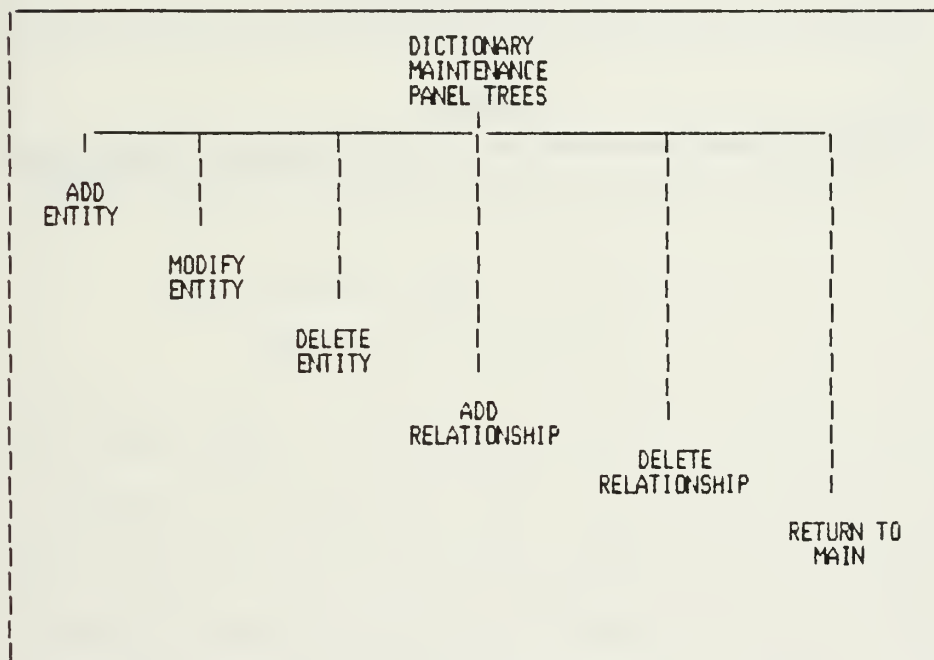 DICTIONARY
MAINTENANCE
PANEL TREES
ADD
ENTITY
MODIFY
ENTITY
DELETE
ENTITY
ADD
RELATIONSHIP
DELETE
RELATIONSHIP
RETURN TO
MAIN